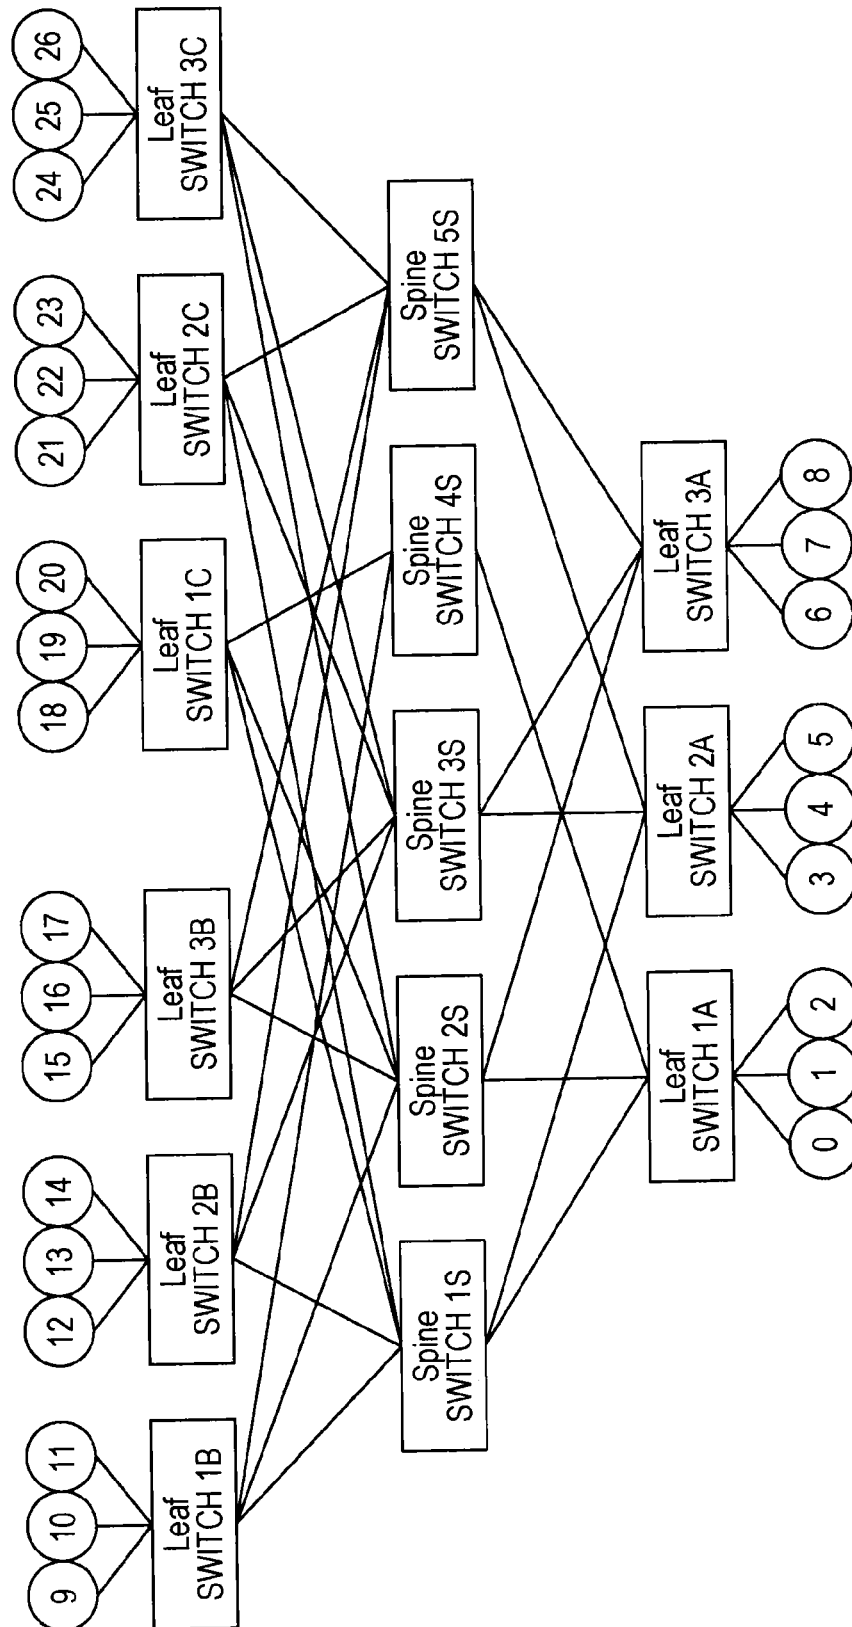 9 10 11 12 13 14 15 16 17 18 19 20 21 22 23 24 25 26
Leaf
SWITCH 1B
Leaf
SWITCH 2B
Leaf
SWITCH 3B
Leaf
SWITCH 1C
Leaf
SWITCH 2C
Leaf
SWITCH 3C
Spine
SWITCH 1S
Spine
SWITCH 2S
Spine
SWITCH 3S
Spine
SWITCH 4S
Spine
SWITCH 5S
Leaf
SWITCH 1A
Leaf
SWITCH 2A
Leaf
SWITCH 3A
0 1 2 3 4 5 6 7 8